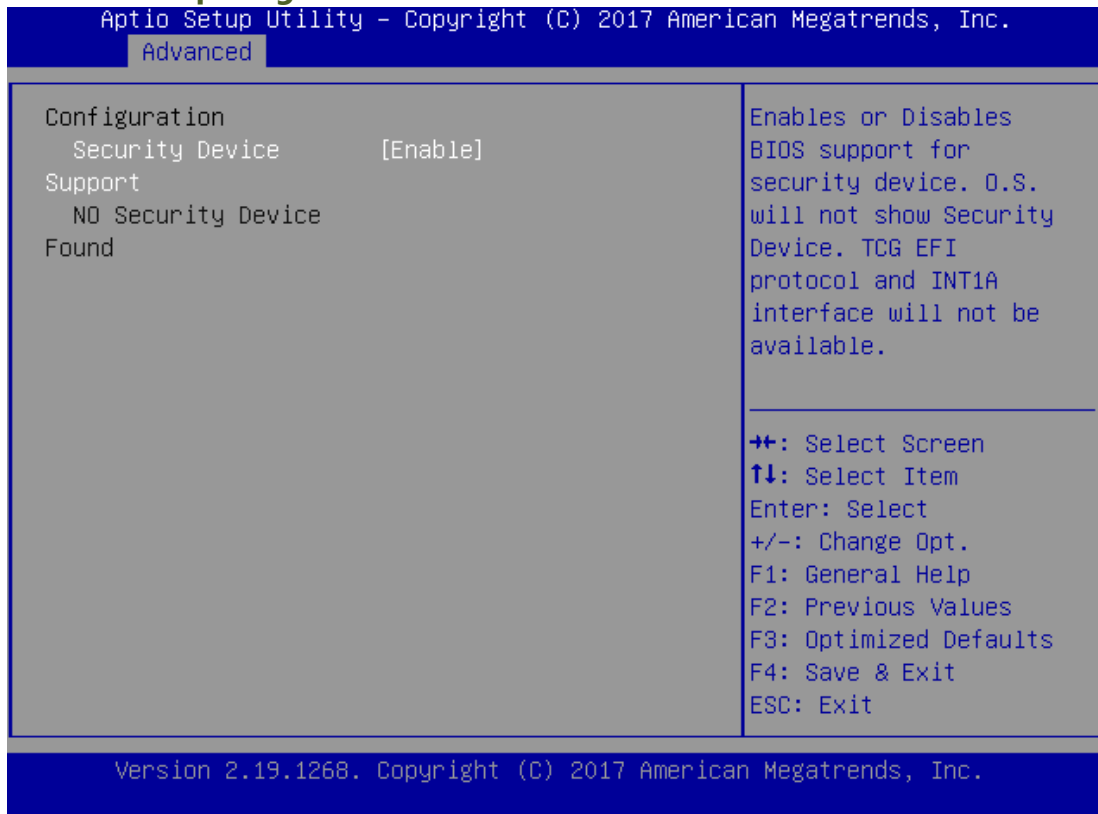 Aptio Setup Utility – Copyright (C) 2017 American Megatrends, Inc.
Advanced
Configuration
Security Device [Enable]
Support
NO Security Device
Found
Enables or Disables
BIOS support for
security device. O.S.
will not show Security
Device. TCG EFI
protocol and INT1A
interface will not be
available.
→←: Select Screen
↑↓: Select Item
Enter: Select
+/-: Change Opt.
F1: General Help
F2: Previous Values
F3: Optimized Defaults
F4: Save & Exit
ESC: Exit
Version 2.19.1268. Copyright (C) 2017 American Megatrends, Inc.